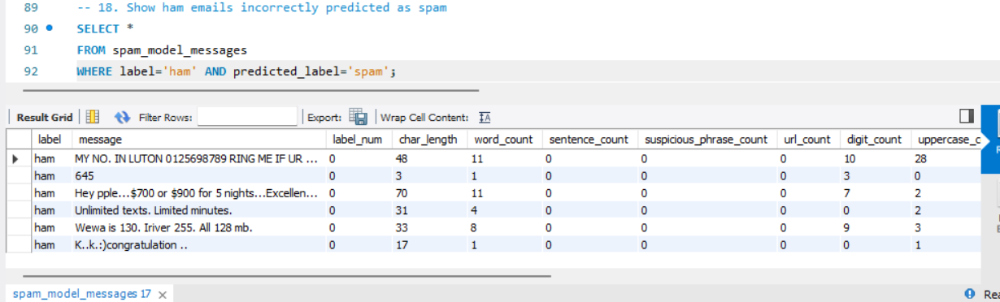 89 -- 18. Show ham emails incorrectly predicted as spam
90 SELECT *
91 FROM spam_model_messages
92 WHERE label='ham' AND predicted_label='spam';
Result Grid Filter Rows: Export: Wrap Cell Content:
label message label_num char_length word_count sentence_count suspicious_phrase_count url_count digit_count uppercase_c
ham MY NO. IN LUTON 0125698789 RING ME IF UR ... 0 48 11 0 0 0 10 28
ham 645 0 3 1 0 0 0 3 0
ham Hey pple...$700 or $900 for 5 nights...Excellen... 0 70 11 0 0 0 7 2
ham Unlimited texts. Limited minutes. 0 31 4 0 0 0 0 2
ham Wewa is 130. Iriver 255. All 128 mb. 0 33 8 0 0 0 9 3
ham K..k.:)congratulation .. 0 17 1 0 0 0 0 1
spam_model_messages 17 Rea